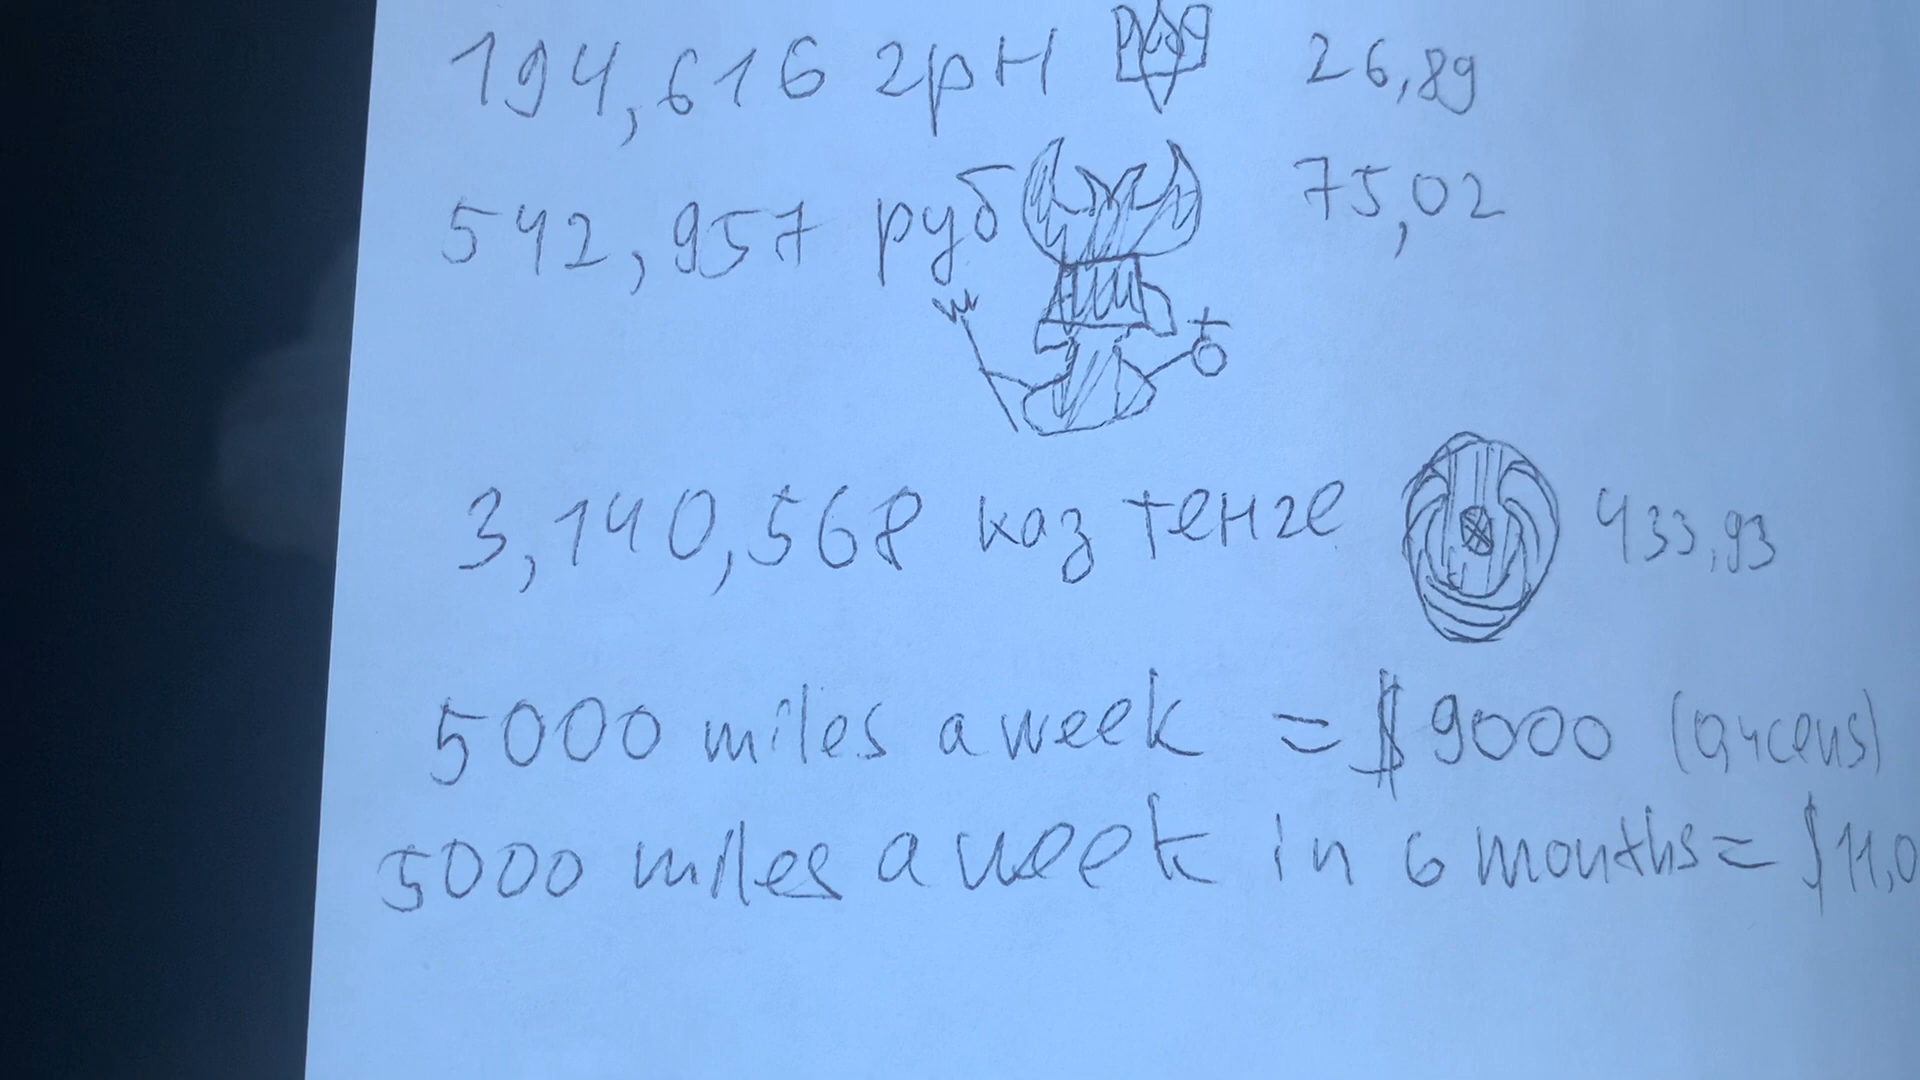 194,616 грн 26,89
542,957 руб 75,02
3,140,568 каз тенге 433,93
5000 miles a week = $9000
5000 miles a week in 6 months = $11,0